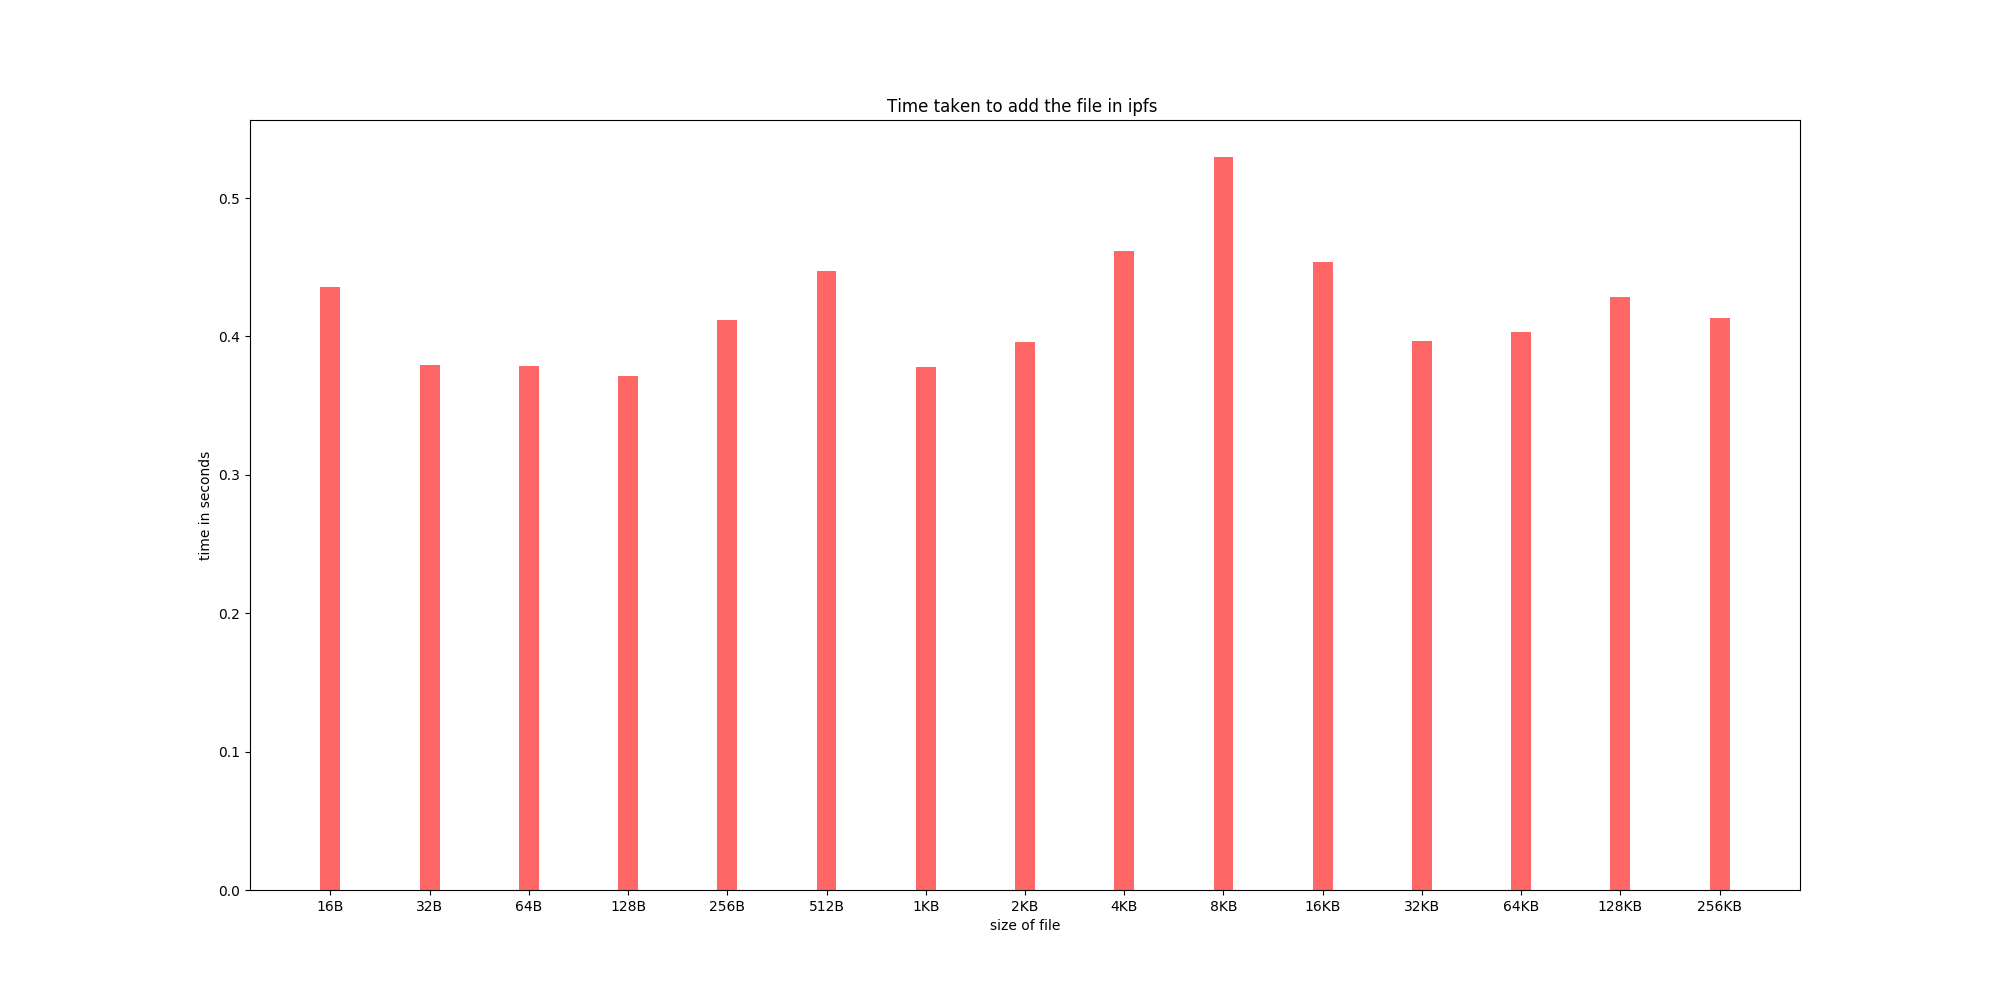 Time taken to add the file in ipfs
time in seconds
0.5
0.4
0.3
0.2
0.1
0.0
16B 32B 64B 128B 256B 512B 1KB 2KB 4KB 8KB 16KB 32KB 64KB 128KB 256KB
size of file